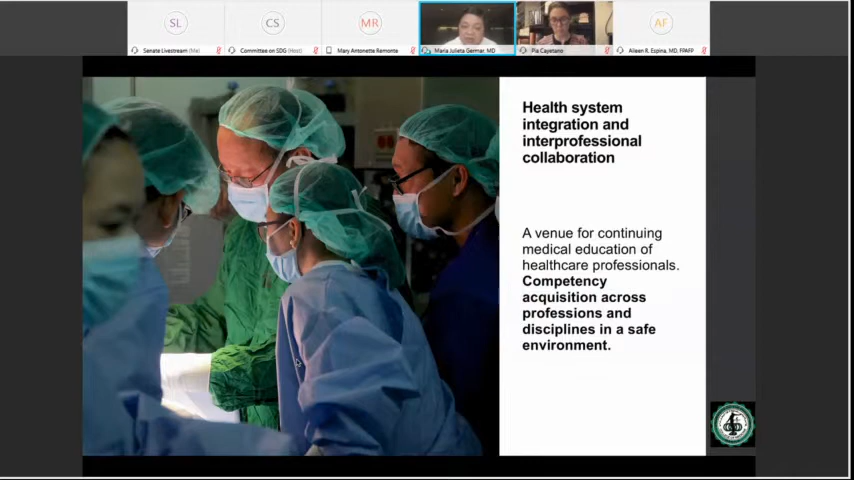 SL
CS
MR
AF
Senate Livestream (Me)
Committee on SDG (Host)
Mary Antonette Remonte
Maria Julieta Germar, MD
Pia Cayetano
Aileen R. Espina, MD, FPAFP
Health system
integration and
interprofessional
collaboration
A venue for continuing
medical education of
healthcare professionals.
Competency
acquisition across
professions and
disciplines in a safe
environment.